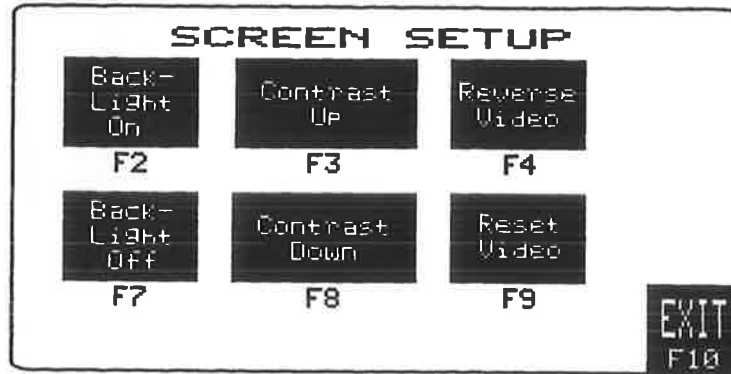 SCREEN SETUP
Back-
Light
On
Contrast
Up
Reverse
Video
F2
F3
F4
Back-
Light
Off
Contrast
Down
Reset
Video
F7
F8
F9
EXIT
F10